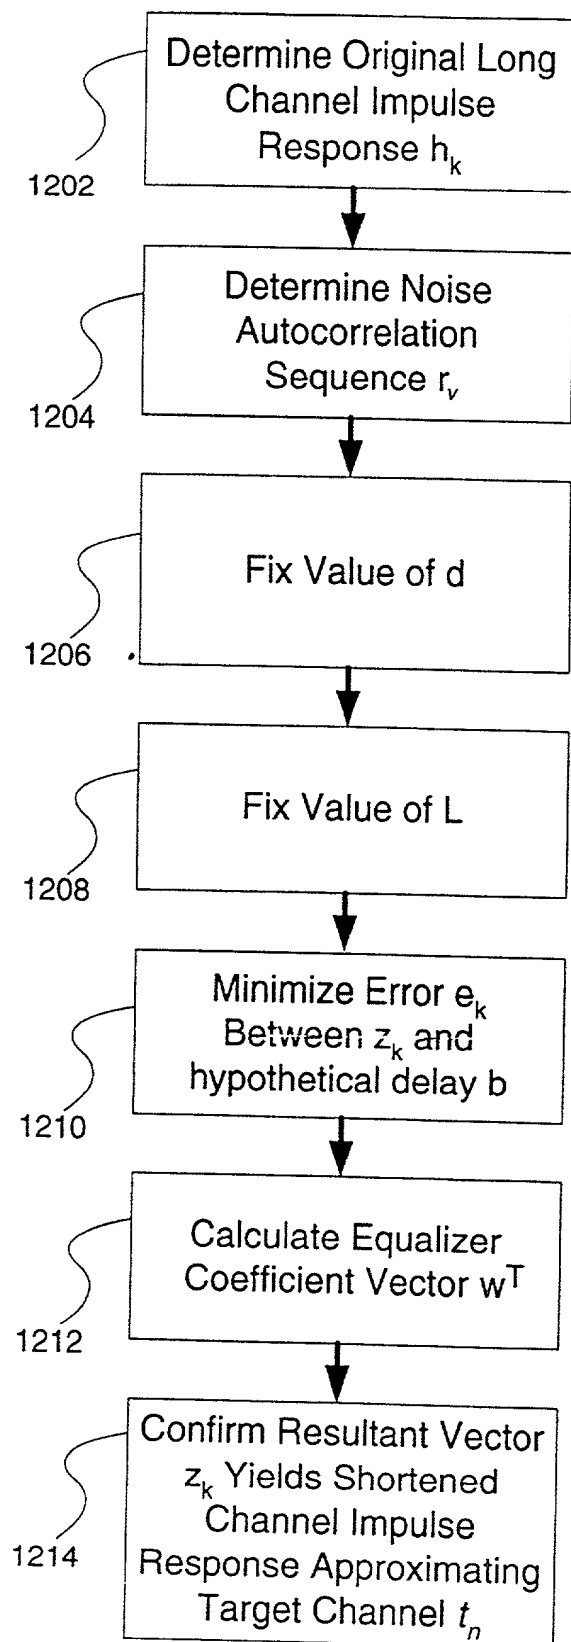 Determine Original Long
Channel Impulse
Response h_k
1202
Determine Noise
Autocorrelation
Sequence r_v
1204
Fix Value of d
1206
Fix Value of L
1208
Minimize Error e_k
Between z_k and
hypothetical delay b
1210
Calculate Equalizer
Coefficient Vector w^T
1212
Confirm Resultant Vector
z_k Yields Shortened
Channel Impulse
Response Approximating
Target Channel t_n
1214